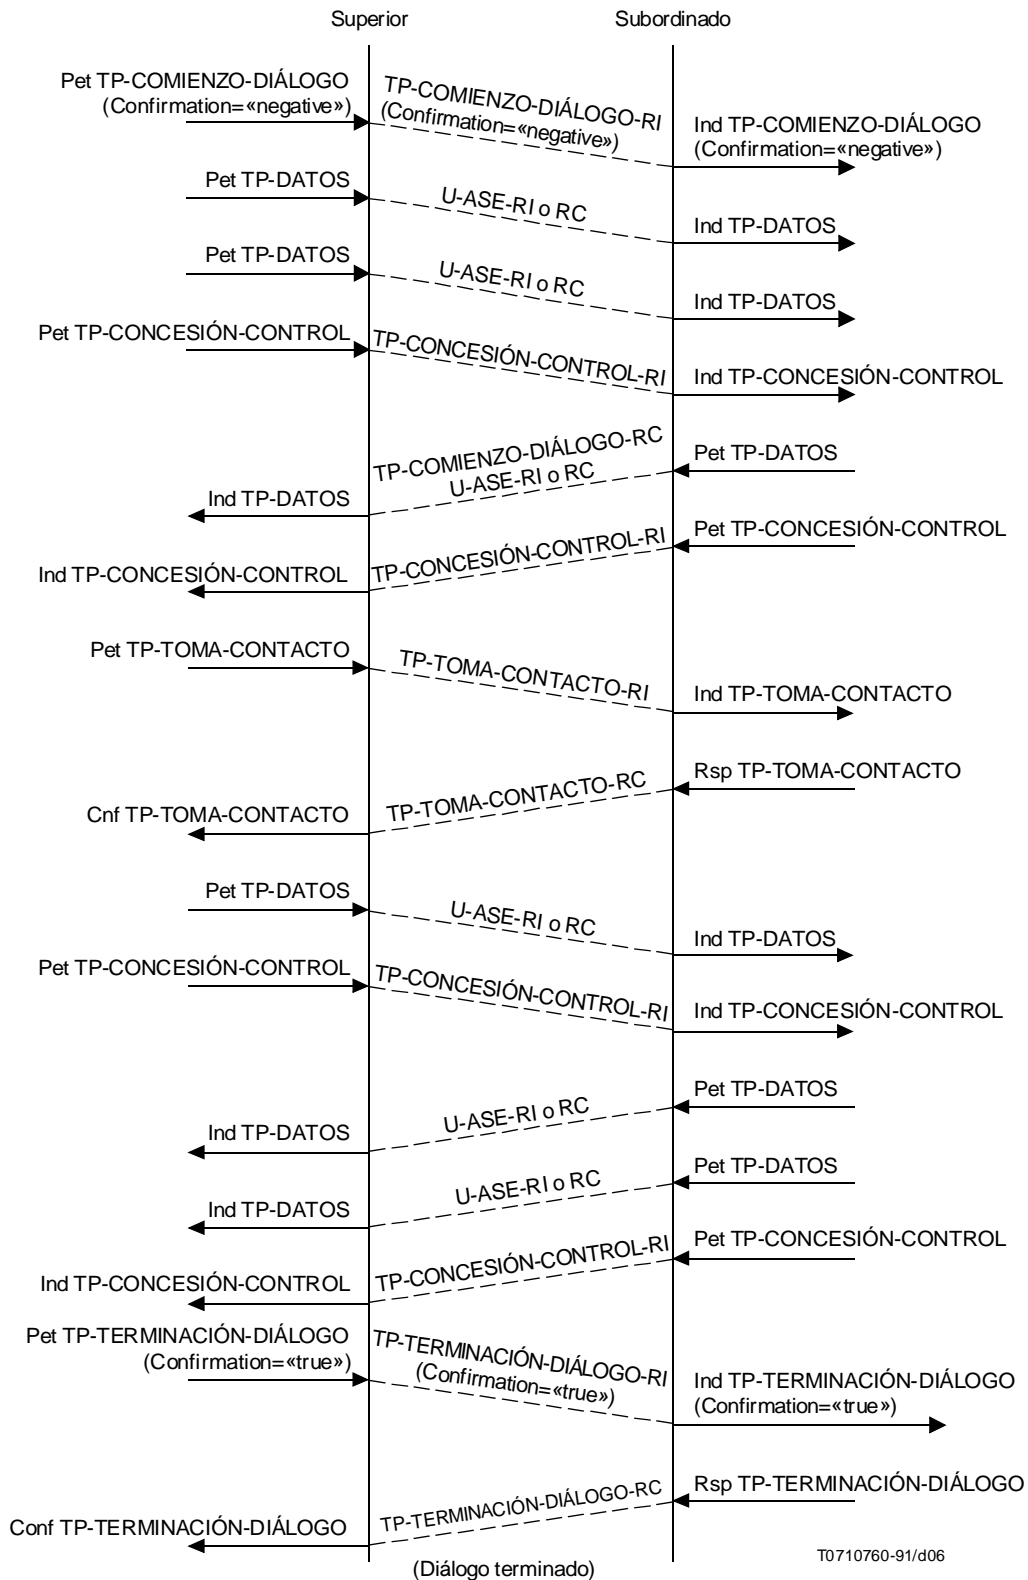 Superior
Subordinado
Pet TP-COMIENZO-DIÁLOGO
(Confirmation=«negative»)
TP-COMIENZO-DIÁLOGO-RI
(Confirmation=«negative»)
Ind TP-COMIENZO-DIÁLOGO
(Confirmation=«negative»)
Pet TP-DATOS
U-ASE-RI o RC
Ind TP-DATOS
Pet TP-DATOS
U-ASE-RI o RC
Ind TP-DATOS
Pet TP-CONCESIÓN-CONTROL
TP-CONCESIÓN-CONTROL-RI
Ind TP-CONCESIÓN-CONTROL
Pet TP-DATOS
TP-COMIENZO-DIÁLOGO-RC
U-ASE-RI o RC
Ind TP-DATOS
Pet TP-CONCESIÓN-CONTROL
TP-CONCESIÓN-CONTROL-RI
Ind TP-CONCESIÓN-CONTROL
Pet TP-TOMA-CONTACTO
TP-TOMA-CONTACTO-RI
Ind TP-TOMA-CONTACTO
Rsp TP-TOMA-CONTACTO
TP-TOMA-CONTACTO-RC
Cnf TP-TOMA-CONTACTO
Pet TP-DATOS
U-ASE-RI o RC
Ind TP-DATOS
Pet TP-CONCESIÓN-CONTROL
TP-CONCESIÓN-CONTROL-RI
Ind TP-CONCESIÓN-CONTROL
Pet TP-DATOS
U-ASE-RI o RC
Ind TP-DATOS
Pet TP-DATOS
U-ASE-RI o RC
Ind TP-DATOS
Pet TP-CONCESIÓN-CONTROL
TP-CONCESIÓN-CONTROL-RI
Ind TP-CONCESIÓN-CONTROL
Pet TP-TERMINACIÓN-DIÁLOGO
(Confirmation=«true»)
TP-TERMINACIÓN-DIÁLOGO-RI
(Confirmation=«true»)
Ind TP-TERMINACIÓN-DIÁLOGO
(Confirmation=«true»)
Rsp TP-TERMINACIÓN-DIÁLOGO
TP-TERMINACIÓN-DIÁLOGO-RC
Conf TP-TERMINACIÓN-DIÁLOGO
(Diálogo terminado)
T0710760-91/d06